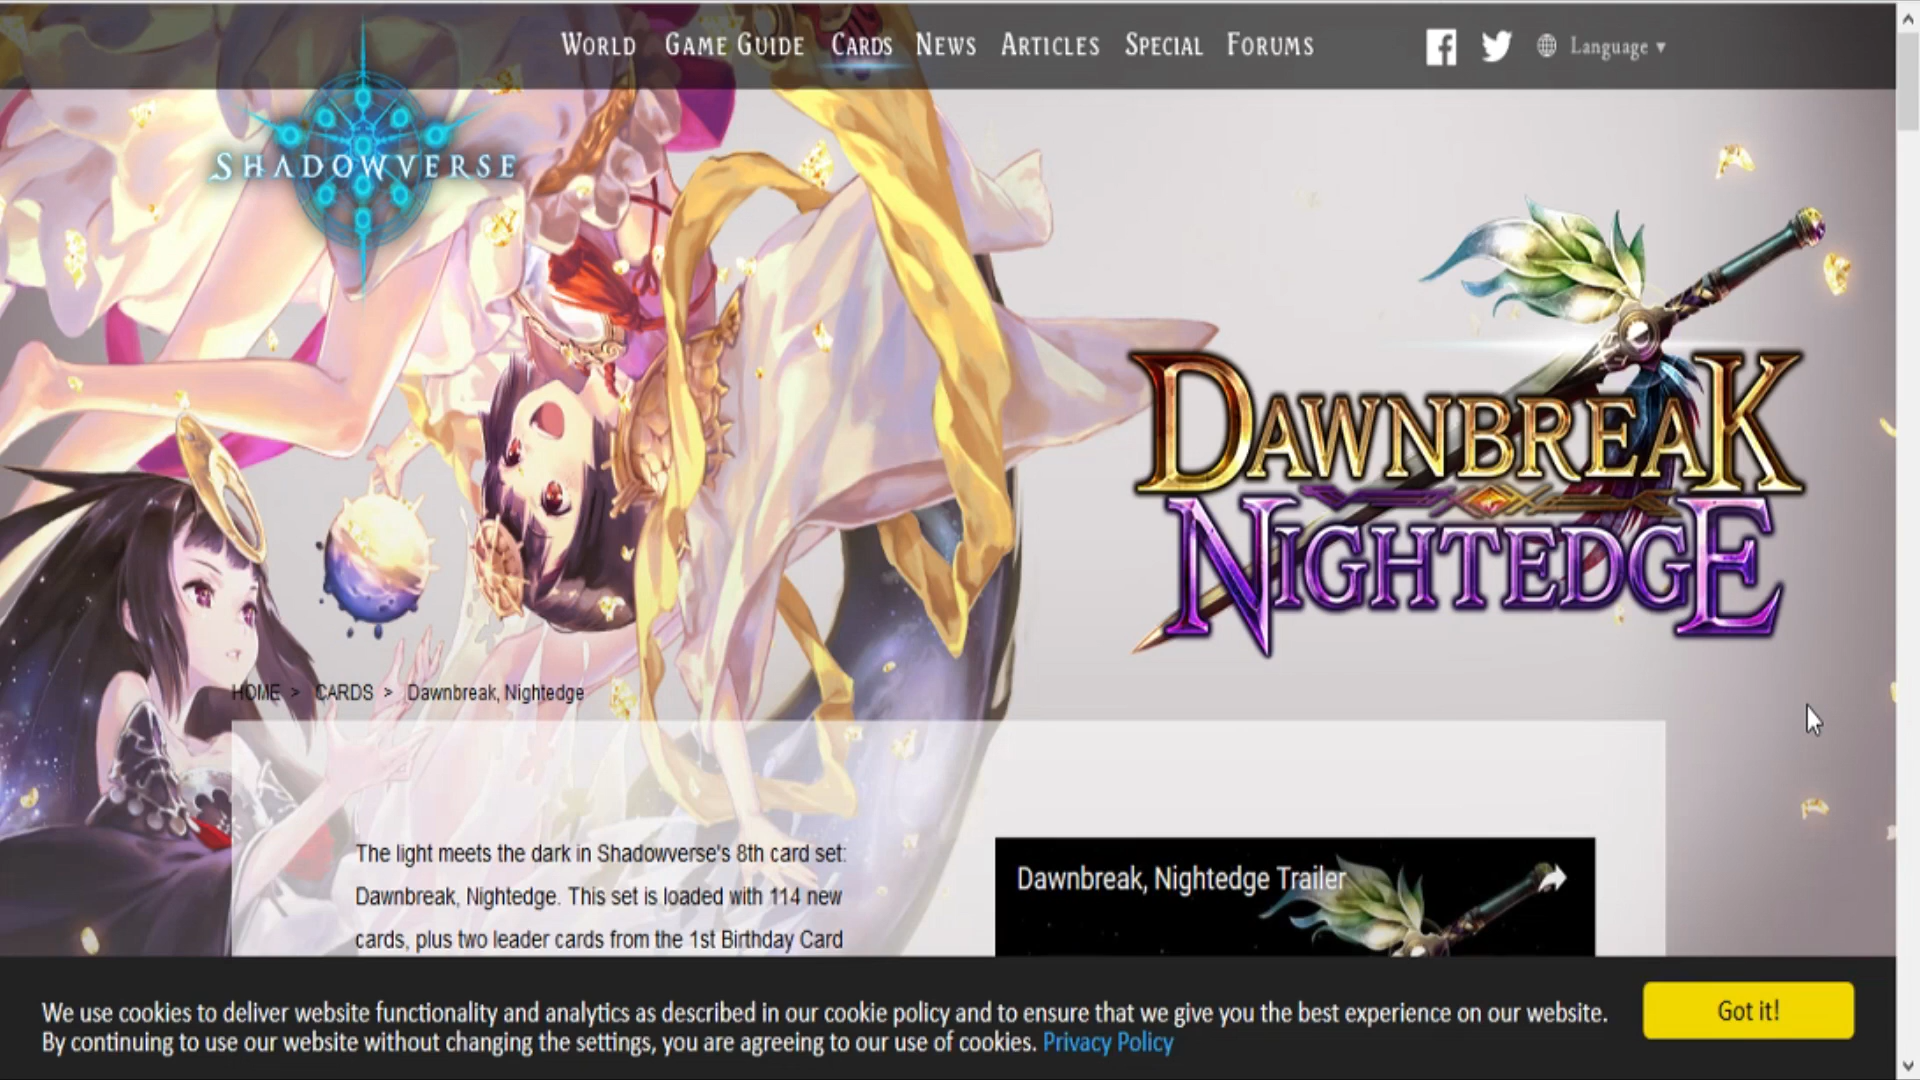 WORLD GAME GUIDE CARDS NEWS ARTICLES SPECIAL FORUMS Language ▾
SHADOWVERSE
DAWNBREAK
NIGHTEDGE
HOME > CARDS > Dawnbreak, Nightedge
The light meets the dark in Shadowverse's 8th card set:
Dawnbreak, Nightedge. This set is loaded with 114 new
cards, plus two leader cards from the 1st Birthday Card
Dawnbreak, Nightedge Trailer
We use cookies to deliver website functionality and analytics as described in our cookie policy and to ensure that we give you the best experience on our website.
By continuing to use our website without changing the settings, you are agreeing to our use of cookies. Privacy Policy
Got it!